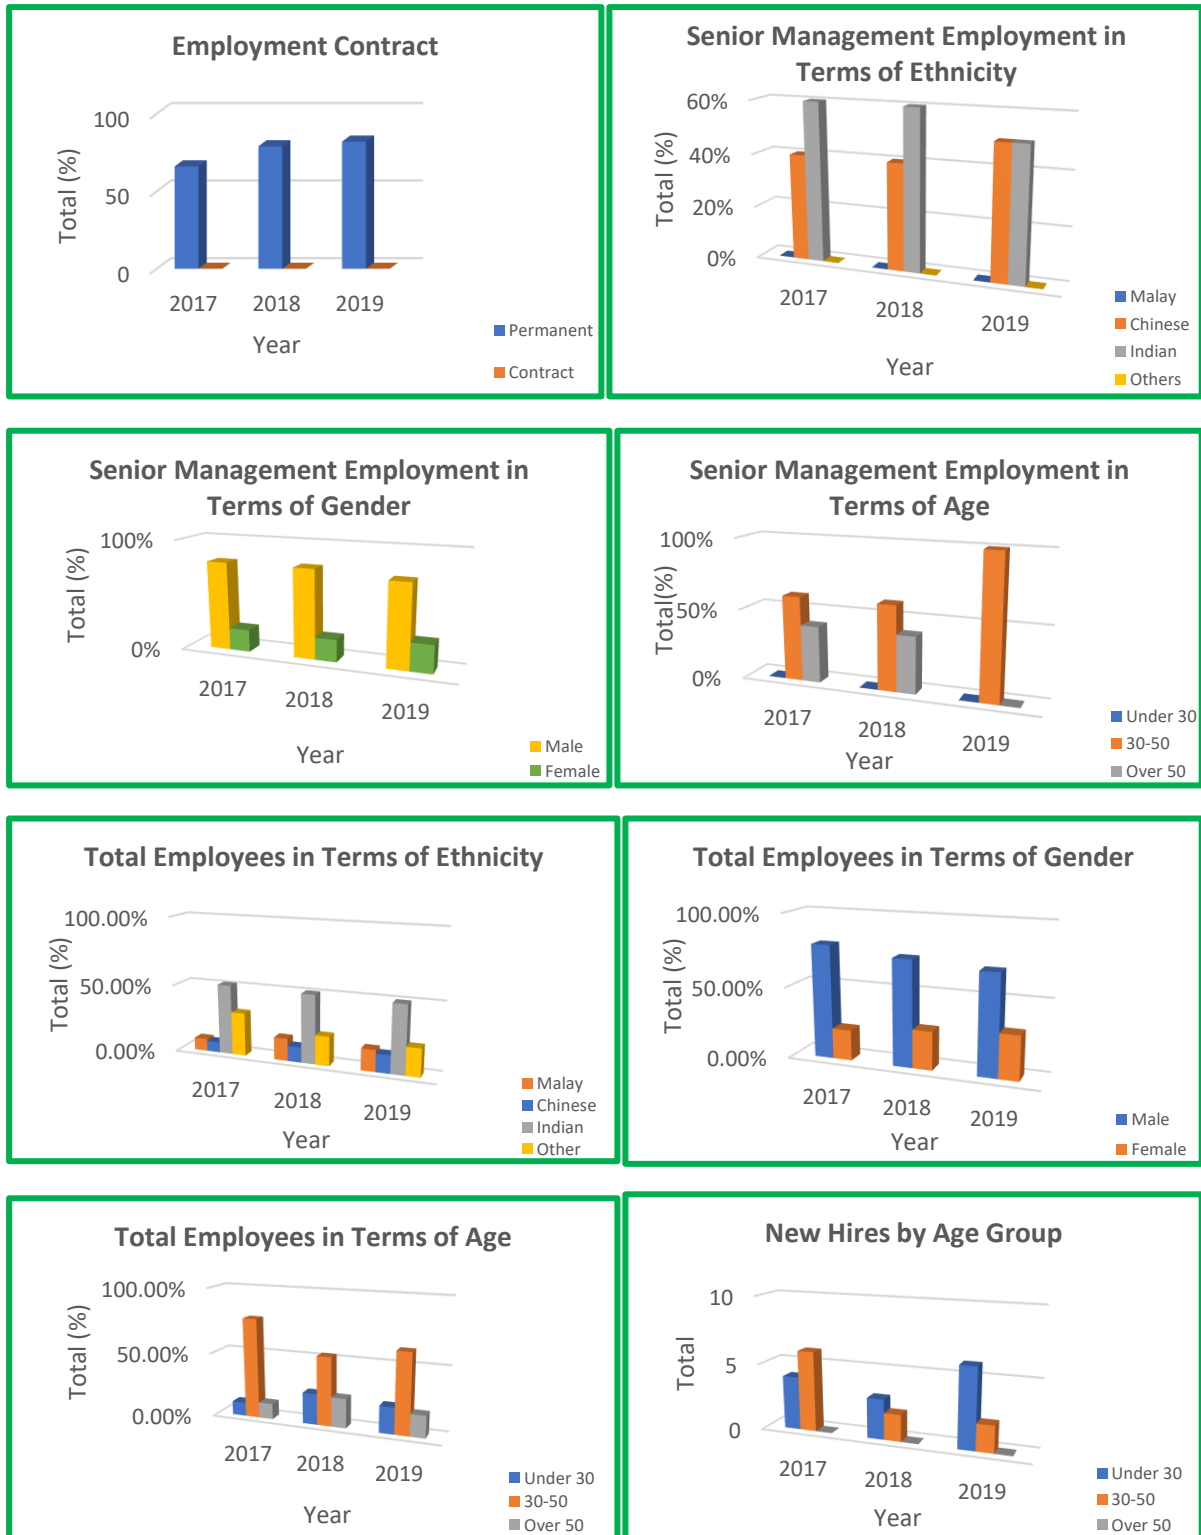 Employment Contract
Total (%)
100
50
0
2017 2018 2019
Year
Permanent
Contract
Senior Management Employment in
Terms of Ethnicity
Total (%)
60%
40%
20%
0%
2017
2018
2019
Year
Malay
Chinese
Indian
Others
Senior Management Employment in
Terms of Gender
Total (%)
100%
0%
2017
2018
2019
Year
Male
Female
Senior Management Employment in
Terms of Age
Total(%)
100%
50%
0%
2017
2018
2019
Year
Under 30
30-50
Over 50
Total Employees in Terms of Ethnicity
Total (%)
100.00%
50.00%
0.00%
2017
2018
2019
Year
Malay
Chinese
Indian
Other
Total Employees in Terms of Gender
Total (%)
100.00%
50.00%
0.00%
2017
2018
2019
Year
Male
Female
Total Employees in Terms of Age
Total (%)
100.00%
50.00%
0.00%
2017
2018
2019
Year
Under 30
30-50
Over 50
New Hires by Age Group
Total
10
5
0
2017
2018
2019
Year
Under 30
30-50
Over 50